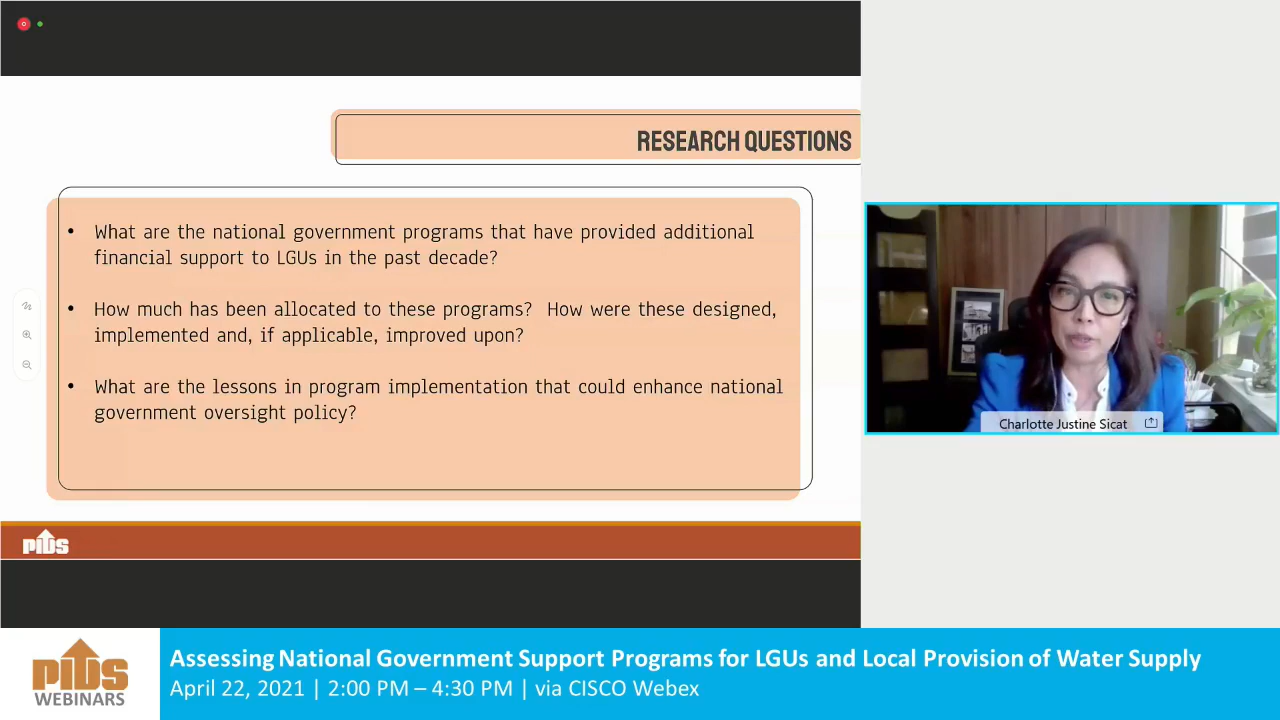 RESEARCH QUESTIONS
• What are the national government programs that have provided additional
financial support to LGUs in the past decade?
• How much has been allocated to these programs?  How were these designed,
implemented and, if applicable, improved upon?
• What are the lessons in program implementation that could enhance national
government oversight policy?
PIDS
Charlotte Justine Sicat
PIDS
WEBINARS
Assessing National Government Support Programs for LGUs and Local Provision of Water Supply
April 22, 2021 | 2:00 PM – 4:30 PM | via CISCO Webex